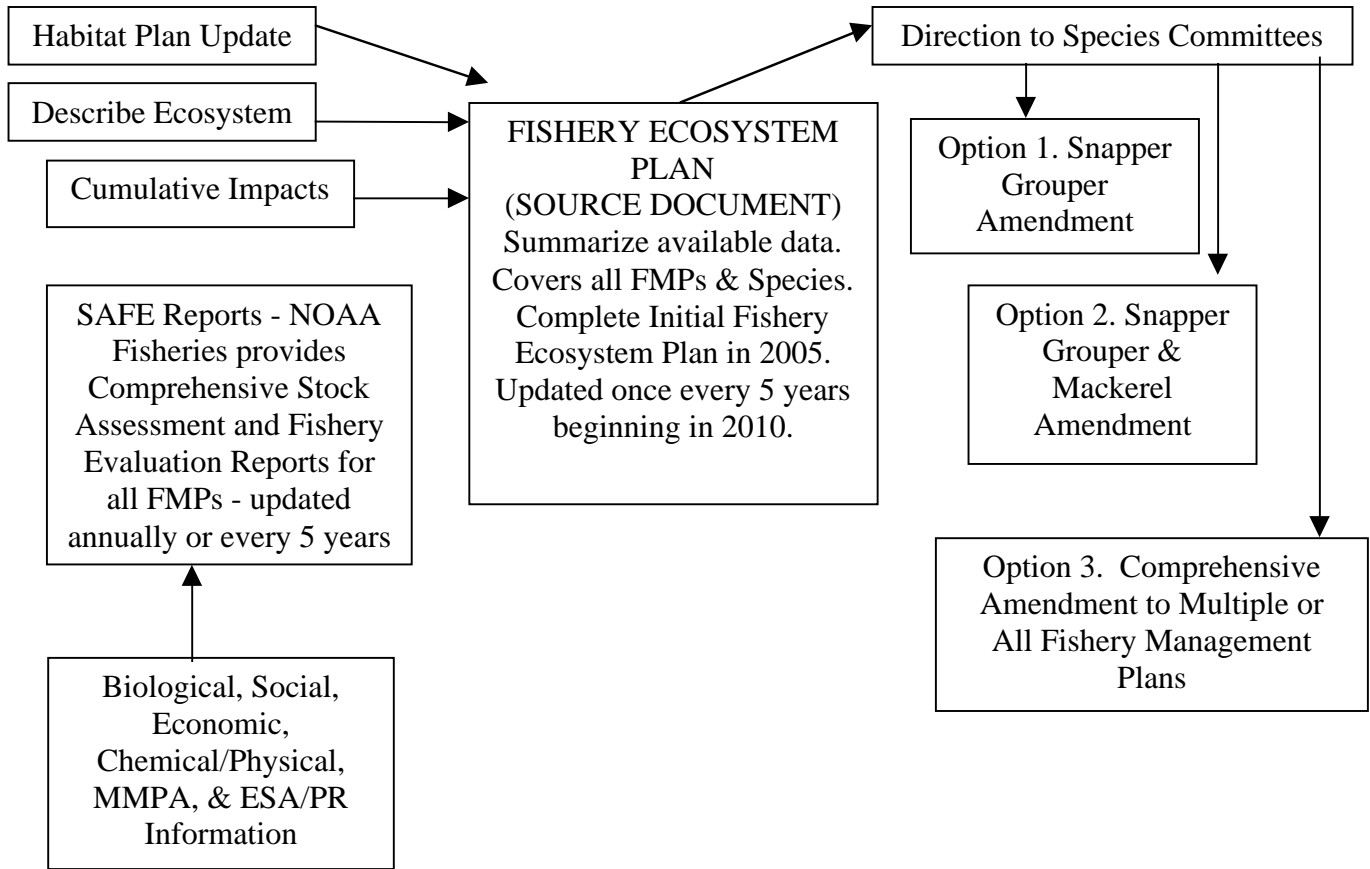 Habitat Plan Update
Describe Ecosystem
Cumulative Impacts
SAFE Reports - NOAA
Fisheries provides
Comprehensive Stock
Assessment and Fishery
Evaluation Reports for
all FMPs - updated
annually or every 5 years
Biological, Social,
Economic,
Chemical/Physical,
MMPA, & ESA/PR
Information
FISHERY ECOSYSTEM
PLAN
(SOURCE DOCUMENT)
Summarize available data.
Covers all FMPs & Species.
Complete Initial Fishery
Ecosystem Plan in 2005.
Updated once every 5 years
beginning in 2010.
Direction to Species Committees
Option 1. Snapper
Grouper
Amendment
Option 2. Snapper
Grouper &
Mackerel
Amendment
Option 3.  Comprehensive
Amendment to Multiple or
All Fishery Management
Plans